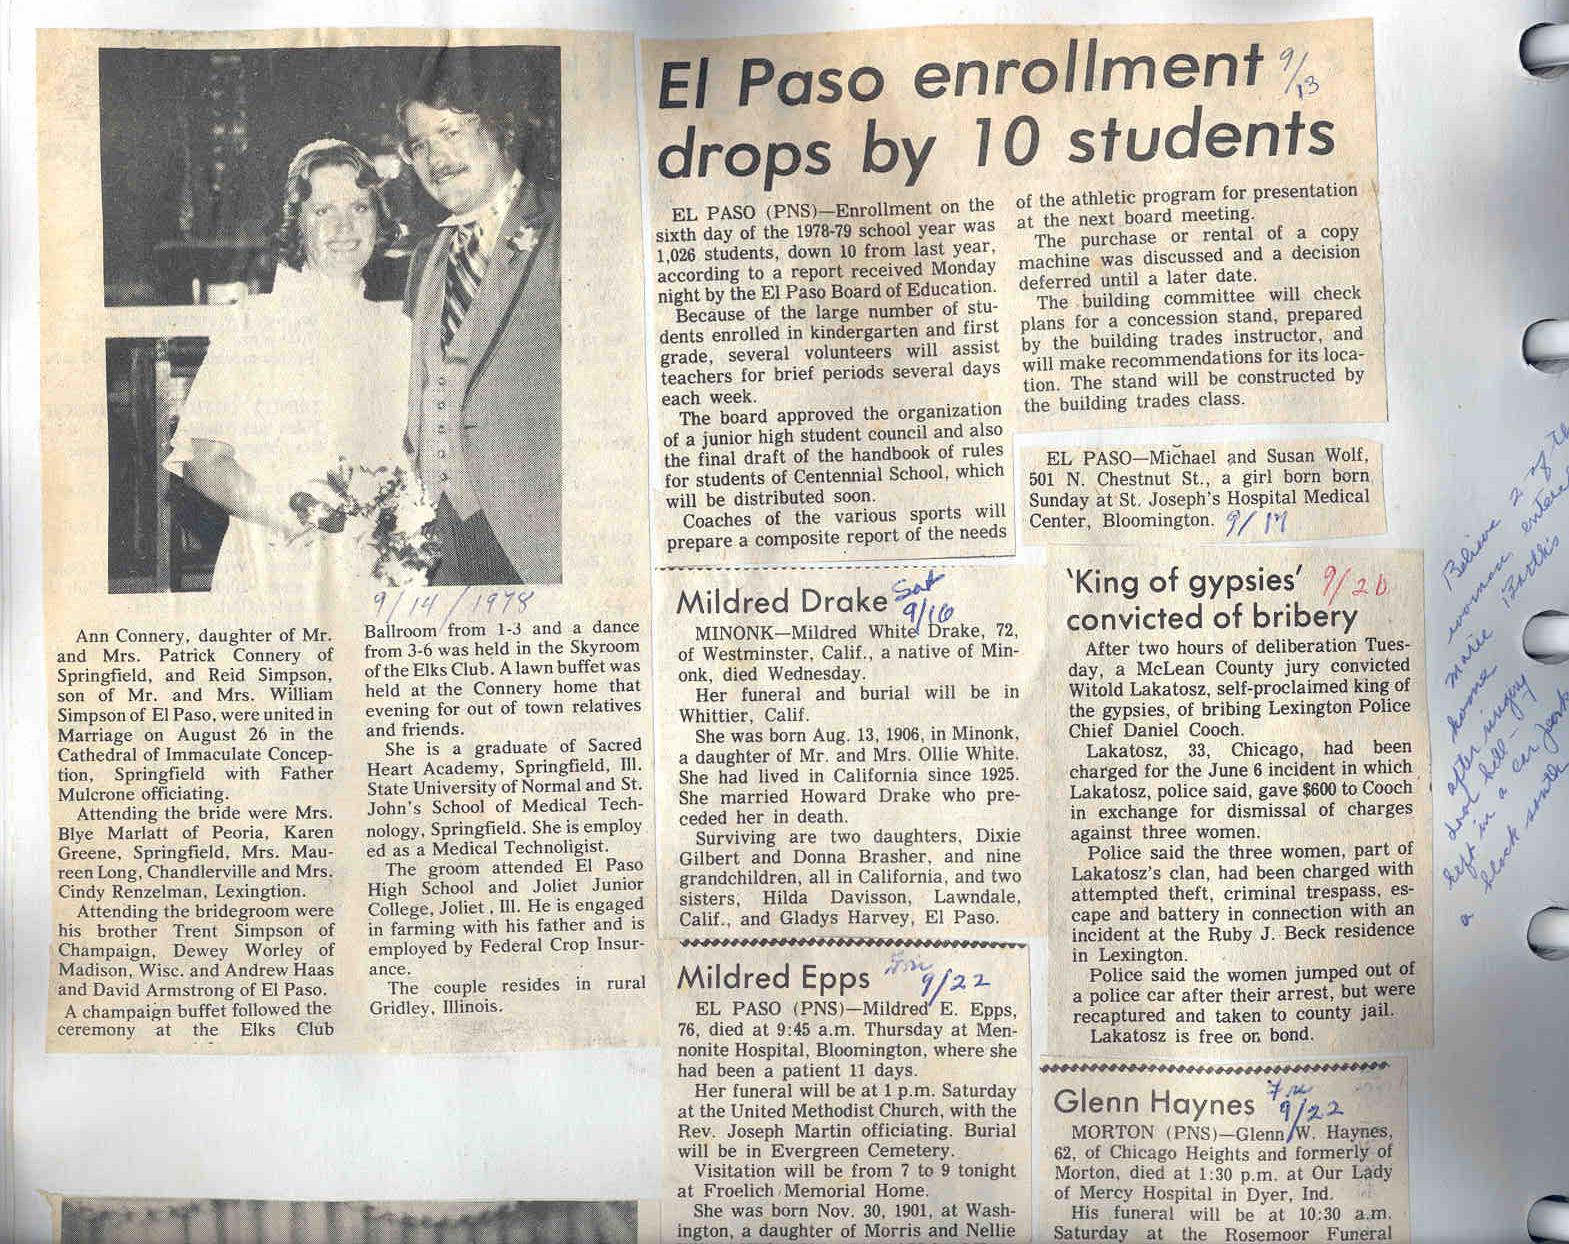 9/14/1978
Ann Connery, daughter of Mr.
and Mrs. Patrick Connery of
Springfield, and Reid Simpson,
son of Mr. and Mrs. William
Simpson of El Paso, were united in
Marriage on August 26 in the
Cathedral of Immaculate Concep-
tion, Springfield with Father
Mulcrone officiating.
Attending the bride were Mrs.
Blye Marlatt of Peoria, Karen
Greene, Springfield, Mrs. Mau-
reen Long, Chandlerville and Mrs.
Cindy Renzelman, Lexingtion.
Attending the bridegroom were
his brother Trent Simpson of
Champaign, Dewey Worley of
Madison, Wisc. and Andrew Haas
and David Armstrong of El Paso.
A champaign buffet followed the
ceremony at the Elks Club
Ballroom from 1-3 and a dance
from 3-6 was held in the Skyroom
of the Elks Club. A lawn buffet was
held at the Connery home that
evening for out of town relatives
and friends.
She is a graduate of Sacred
Heart Academy, Springfield, Ill.
State University of Normal and St.
John's School of Medical Tech-
nology, Springfield. She is employ
ed as a Medical Technoligist.
The groom attended El Paso
High School and Joliet Junior
College, Joliet, Ill. He is engaged
in farming with his father and is
employed by Federal Crop Insur-
ance.
The couple resides in rural
Gridley, Illinois.
El Paso enrollment 9/13
drops by 10 students
EL PASO (PNS)—Enrollment on the
sixth day of the 1978-79 school year was
1,026 students, down 10 from last year,
according to a report received Monday
night by the El Paso Board of Education.
Because of the large number of stu-
dents enrolled in kindergarten and first
grade, several volunteers will assist
teachers for brief periods several days
each week.
The board approved the organization
of a junior high student council and also
the final draft of the handbook of rules
for students of Centennial School, which
will be distributed soon.
Coaches of the various sports will
prepare a composite report of the needs
of the athletic program for presentation
at the next board meeting.
The purchase or rental of a copy
machine was discussed and a decision
deferred until a later date.
The building committee will check
plans for a concession stand, prepared
by the building trades instructor, and
will make recommendations for its loca-
tion. The stand will be constructed by
the building trades class.
EL PASO—Michael and Susan Wolf,
501 N. Chestnut St., a girl born born
Sunday at St. Joseph's Hospital Medical
Center, Bloomington. 9/17
Mildred Drake Sat 9/16
MINONK—Mildred White Drake, 72,
of Westminster, Calif., a native of Min-
onk, died Wednesday.
Her funeral and burial will be in
Whittier, Calif.
She was born Aug. 13, 1906, in Minonk,
a daughter of Mr. and Mrs. Ollie White.
She had lived in California since 1925.
She married Howard Drake who pre-
ceded her in death.
Surviving are two daughters, Dixie
Gilbert and Donna Brasher, and nine
grandchildren, all in California, and two
sisters, Hilda Davisson, Lawndale,
Calif., and Gladys Harvey, El Paso.
Mildred Epps 9/22
EL PASO (PNS)—Mildred E. Epps,
76, died at 9:45 a.m. Thursday at Men-
nonite Hospital, Bloomington, where she
had been a patient 11 days.
Her funeral will be at 1 p.m. Saturday
at the United Methodist Church, with the
Rev. Joseph Martin officiating. Burial
will be in Evergreen Cemetery.
Visitation will be from 7 to 9 tonight
at Froelich Memorial Home.
She was born Nov. 30, 1901, at Wash-
ington, a daughter of Morris and Nellie
'King of gypsies' 9/20
convicted of bribery
After two hours of deliberation Tues-
day, a McLean County jury convicted
Witold Lakatosz, self-proclaimed king of
the gypsies, of bribing Lexington Police
Chief Daniel Cooch.
Lakatosz, 33, Chicago, had been
charged for the June 6 incident in which
Lakatosz, police said, gave $600 to Cooch
in exchange for dismissal of charges
against three women.
Police said the three women, part of
Lakatosz's clan, had been charged with
attempted theft, criminal trespass, es-
cape and battery in connection with an
incident at the Ruby J. Beck residence
in Lexington.
Police said the women jumped out of
a police car after their arrest, but were
recaptured and taken to county jail.
Lakatosz is free on bond.
Glenn Haynes 9/22
MORTON (PNS)—Glenn W. Haynes,
62, of Chicago Heights and formerly of
Morton, died at 1:30 p.m. at Our Lady
of Mercy Hospital in Dyer, Ind.
His funeral will be at 10:30 a.m.
Saturday at the Rosemoor Funeral
Believe 2 of the
women entered
Marie
home
after ringing
door bell -
left in a car
a block south